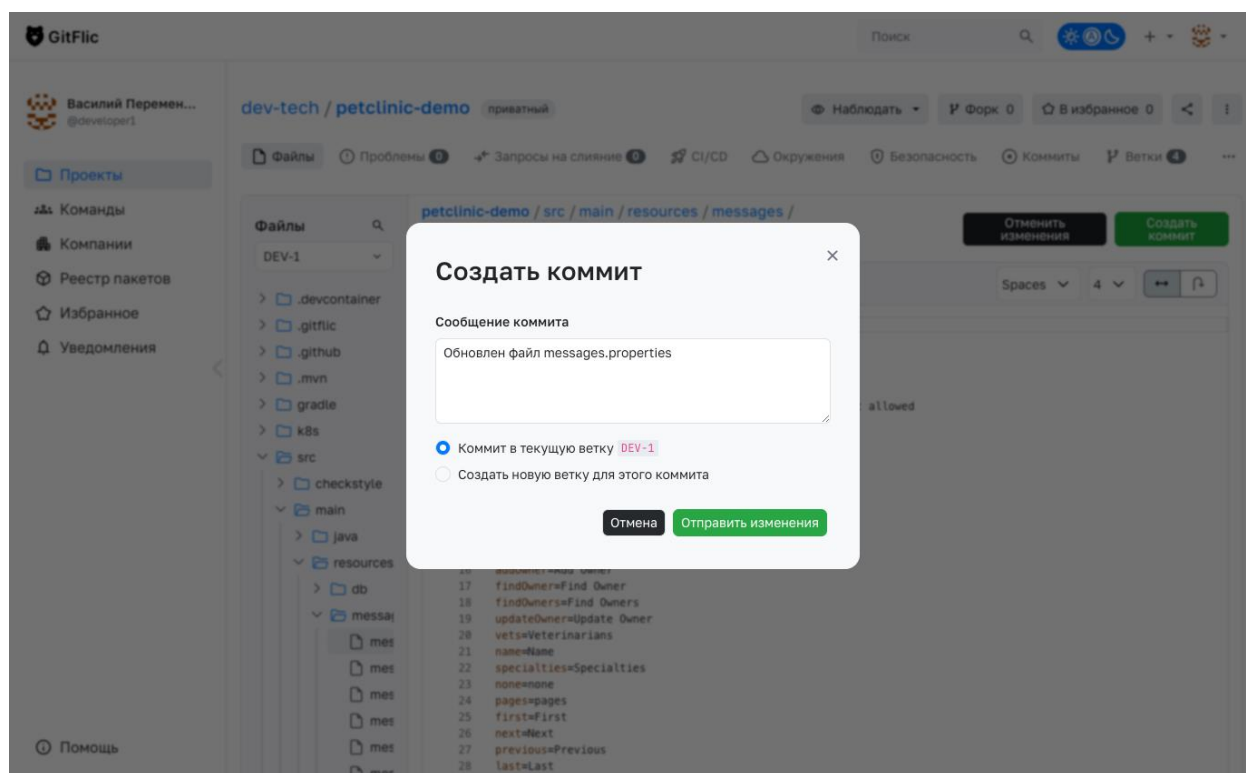 GitFlic
Поиск
Василий Перемен...
@developer1
dev-tech / petclinic-demo приватный
Наблюдать
Форк 0
В избранное 0
Файлы
Проблемы 0
Запросы на слияние 0
CI/CD
Окружения
Безопасность
Коммиты
Ветки 4
Проекты
Команды
Компании
Реестр пакетов
Избранное
Уведомления
Помощь
Файлы
DEV-1
.devcontainer
.gitflic
.github
.mvn
gradle
k8s
src
checkstyle
main
java
resources
db
messa
mes
mes
mes
mes
mes
petclinic-demo / src / main / resources / messages /
Отменить
изменения
Создать
коммит
Spaces 4
allowed
Создать коммит
Сообщение коммита
Обновлен файл messages.properties
Коммит в текущую ветку DEV-1
Создать новую ветку для этого коммита
Отмена
Отправить изменения
17 findOwner=Find Owner
18 findOwners=Find Owners
19 updateOwner=Update Owner
20 vets=Veterinarians
21 name=Name
22 specialties=Specialties
23 none=none
24 pages=pages
25 first=First
26 next=Next
27 previous=Previous
28 last=Last